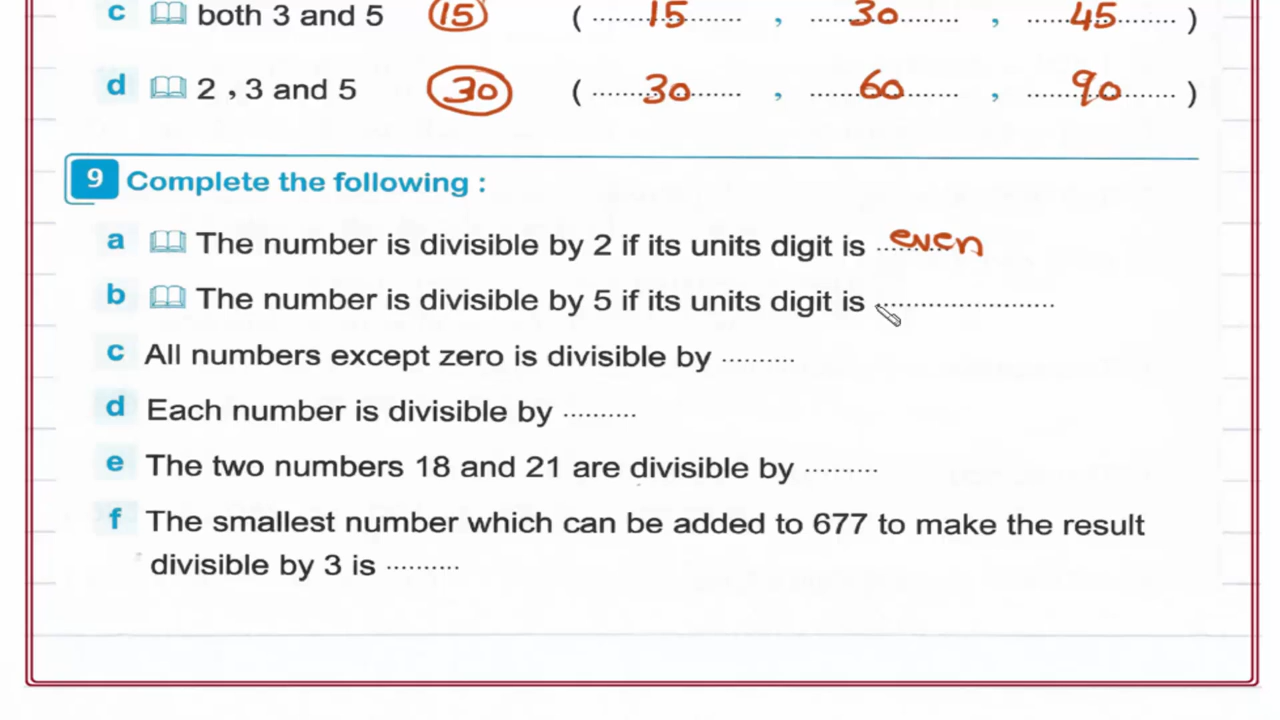 c both 3 and 5 15 ( 15 , 30 , 45 )
d 2 , 3 and 5 30 ( 30 , 60 , 90 )
9 Complete the following :
a The number is divisible by 2 if its units digit is even
b The number is divisible by 5 if its units digit is ....................
c All numbers except zero is divisible by ..........
d Each number is divisible by ..........
e The two numbers 18 and 21 are divisible by ..........
f The smallest number which can be added to 677 to make the result
divisible by 3 is ..........